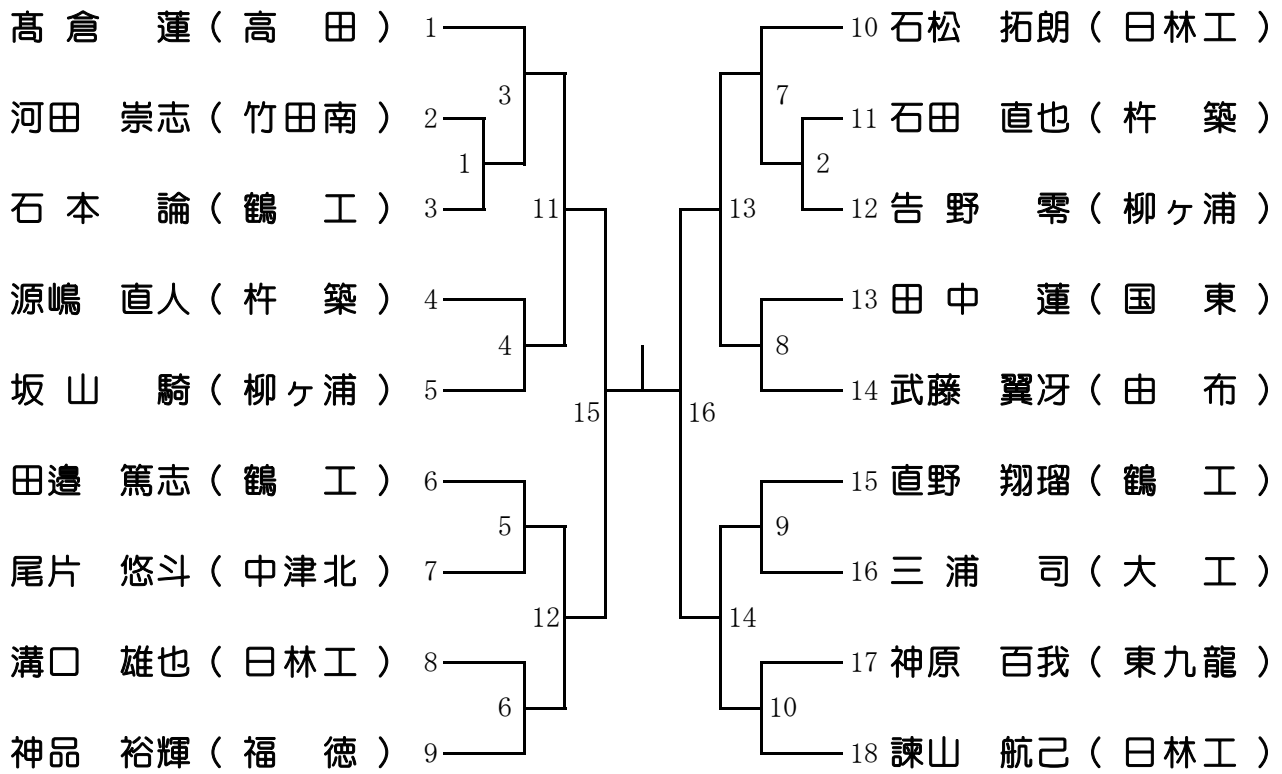 髙倉 蓮（高 田） 1
河田 崇志（竹田南） 2
石本 論（鶴 工） 3
源嶋 直人（杵 築） 4
坂山 騎（柳ヶ浦） 5
田邉 篤志（鶴 工） 6
尾片 悠斗（中津北） 7
溝口 雄也（日林工） 8
神品 裕輝（福 徳） 9
3
1
11
4
15
5
12
6
7
2
13
8
16
9
14
10
10 石松 拓朗（日林工）
11 石田 直也（杵 築）
12 告野 零（柳ヶ浦）
13 田中 蓮（国 東）
14 武藤 翼冴（由 布）
15 直野 翔瑠（鶴 工）
16 三浦 司（大 工）
17 神原 百我（東九龍）
18 諫山 航己（日林工）